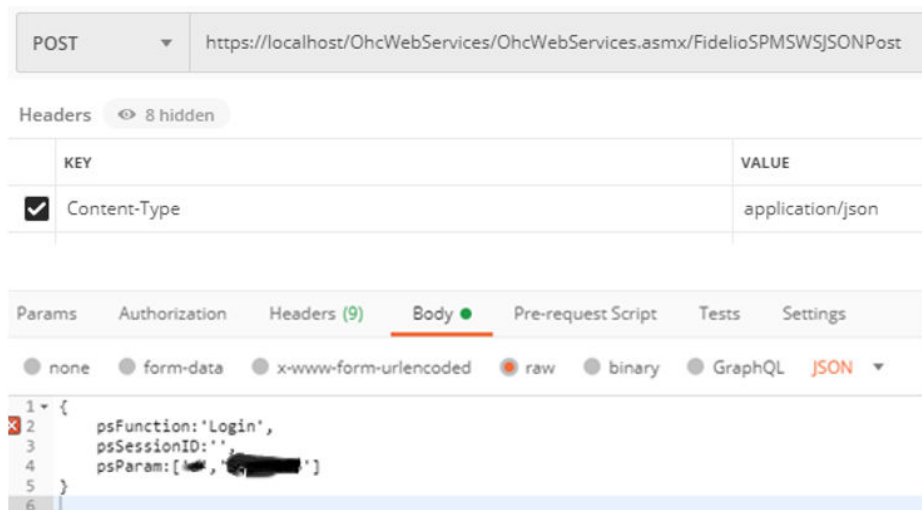 POST https://localhost/OhcWebServices/OhcWebServices.asmx/FidelioSPMSWSJSONPost
Headers 8 hidden
KEY VALUE
Content-Type application/json
Params Authorization Headers (9) Body Pre-request Script Tests Settings
none form-data x-www-form-urlencoded raw binary GraphQL JSON
1 {
2 psFunction:'Login',
3 psSessionID:'',
4 psParam:[ ,' ']
5 }
6